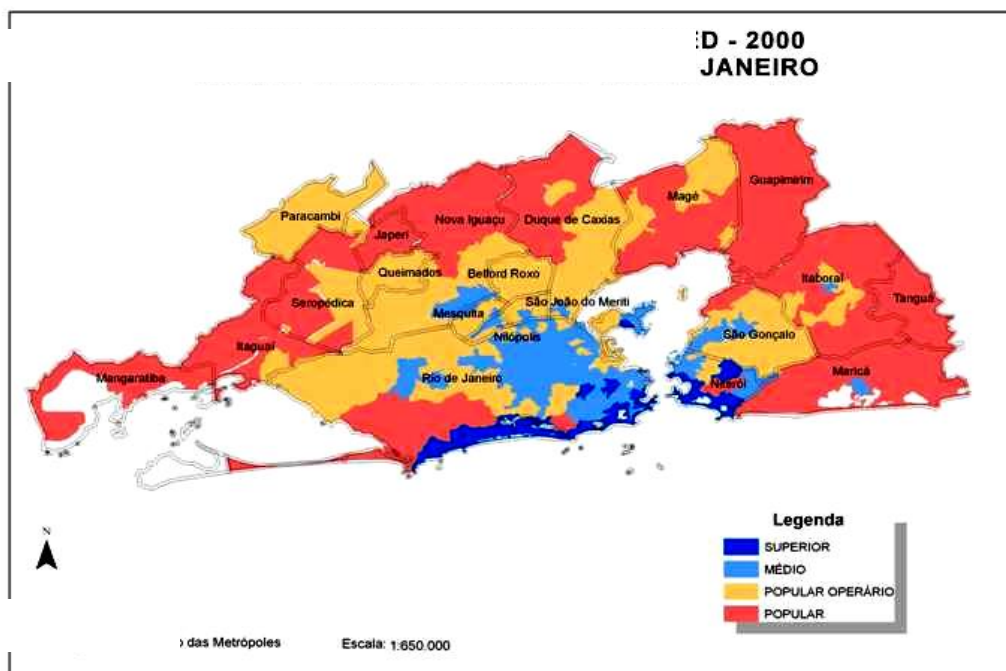 ED - 2000
JANEIRO
Guapimirim
Magé
Paracambi
Nova Iguaçu
Duque de Caxias
Japeri
Queimados
Belford Roxo
Itaboraí
Seropédica
Tanguá
São João do Meriti
Mesquita
São Gonçalo
Nilópolis
Itaguaí
Mangaratiba
Rio de Janeiro
Niterói
Maricá
N
Legenda
SUPERIOR
MÉDIO
POPULAR OPERÁRIO
POPULAR
das Metrópoles
Escala: 1:650.000